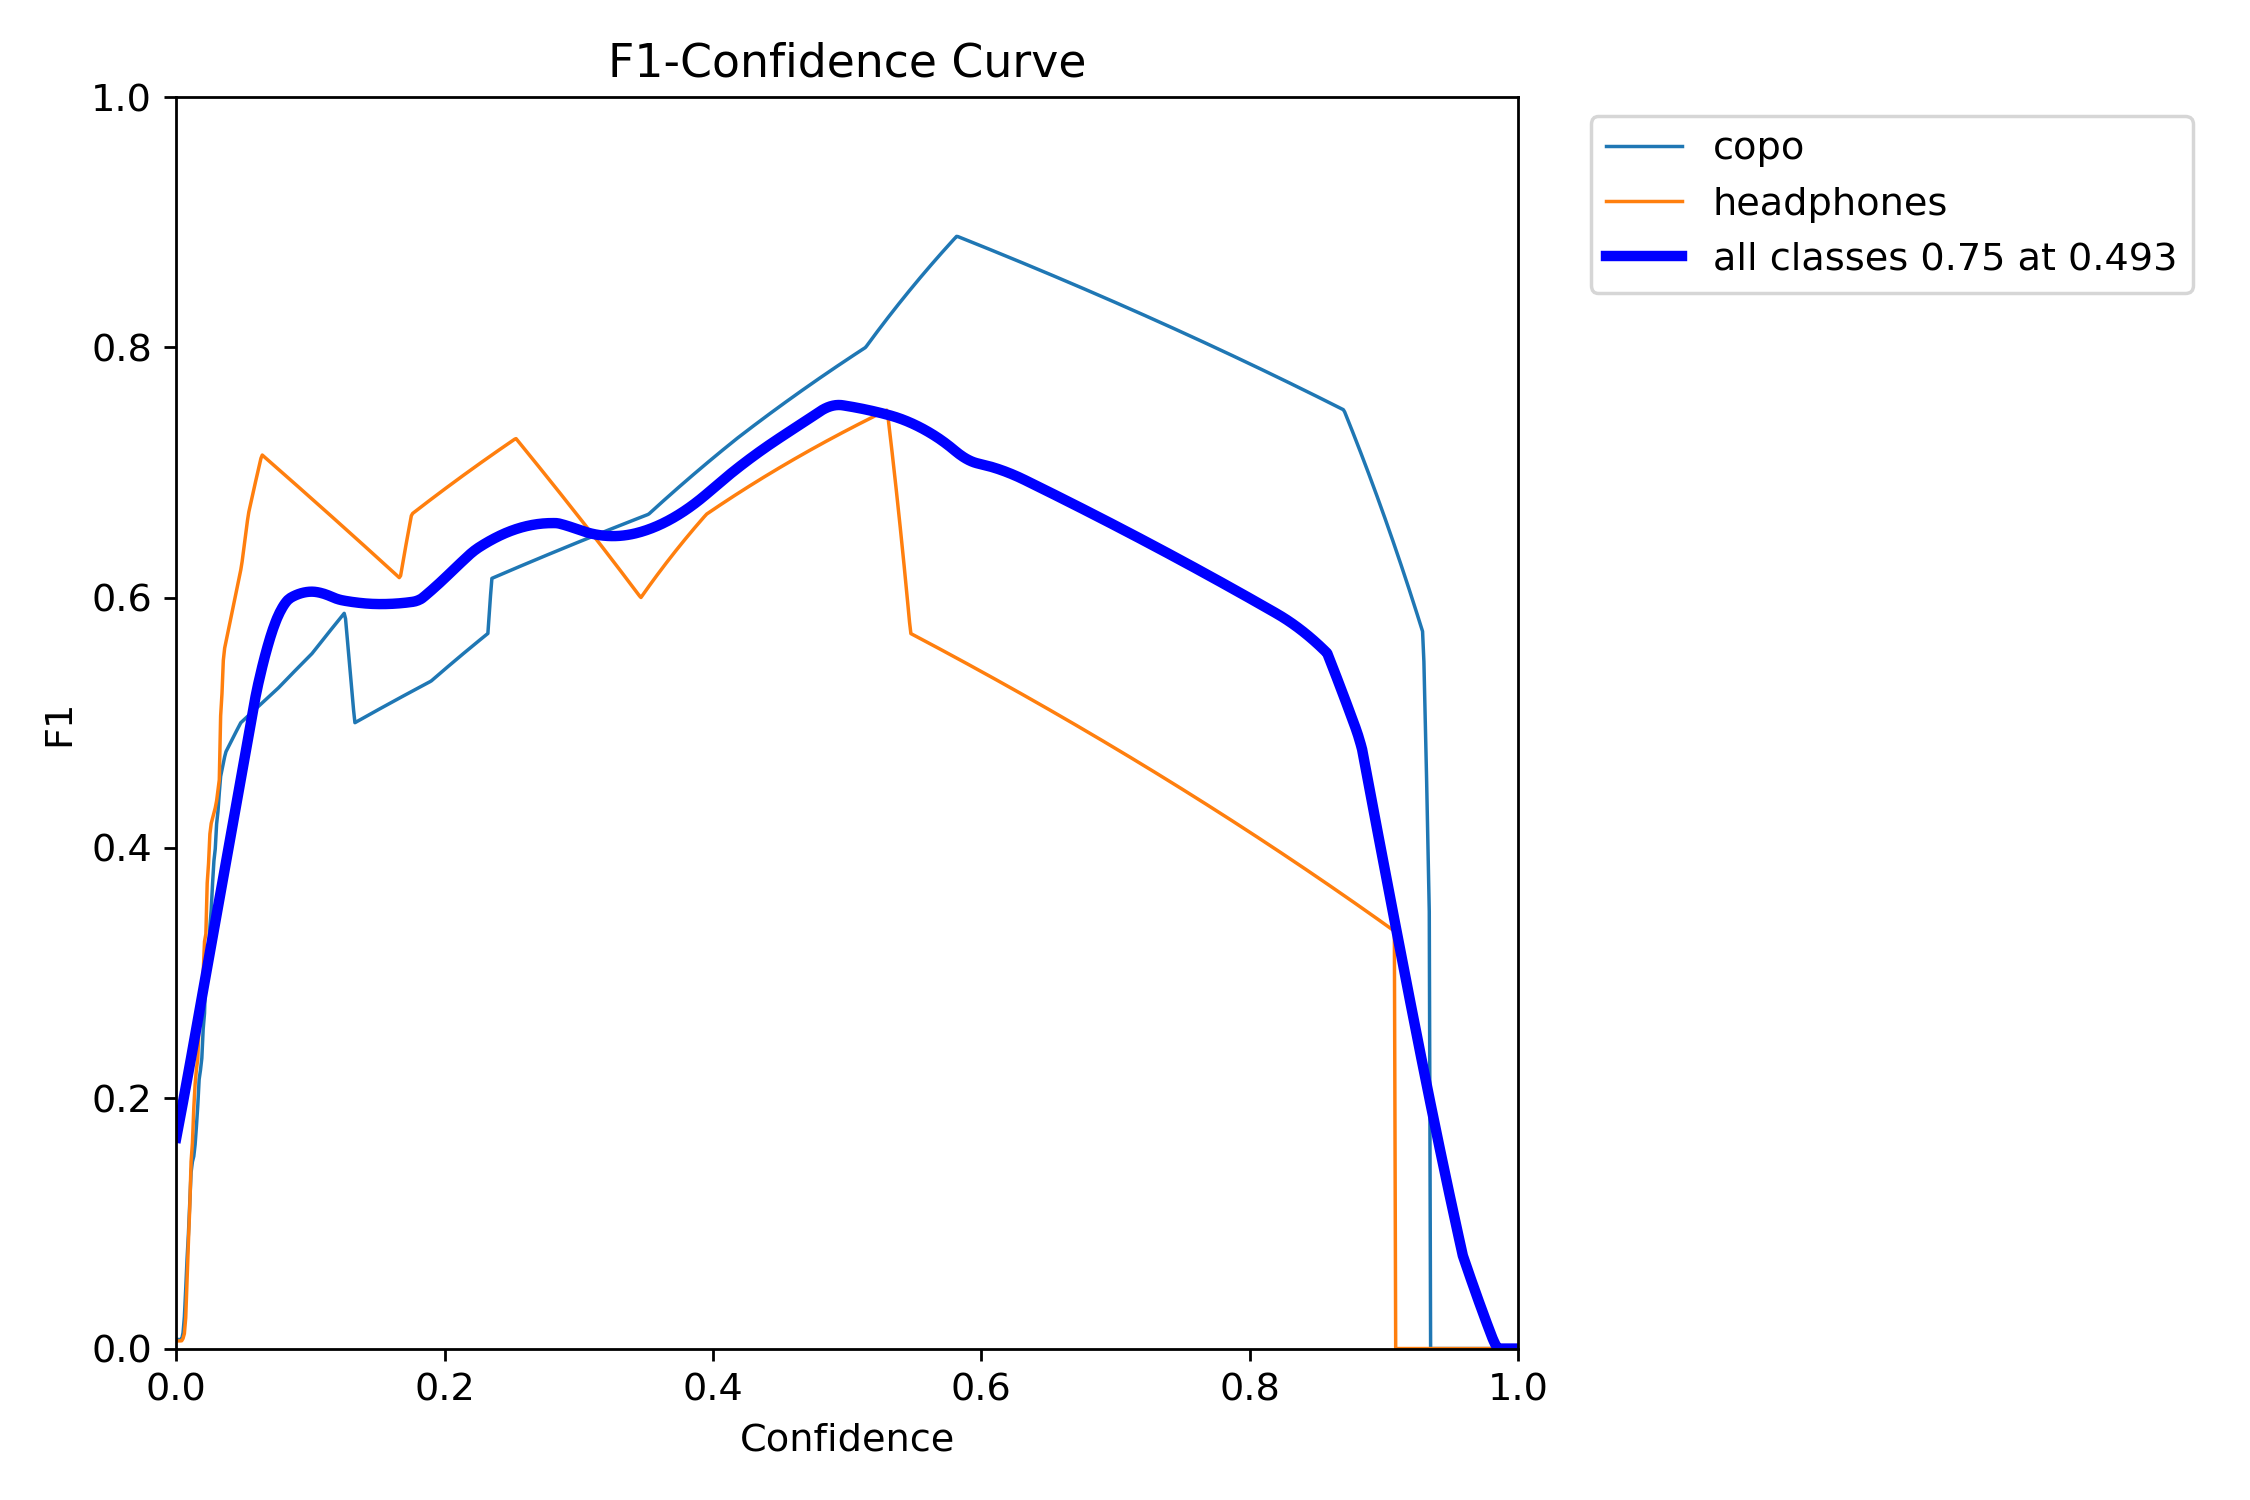 F1-Confidence Curve
1.0
0.8
0.6
0.4
0.2
0.0
F1
0.0 0.2 0.4 0.6 0.8 1.0
Confidence
copo
headphones
all classes 0.75 at 0.493